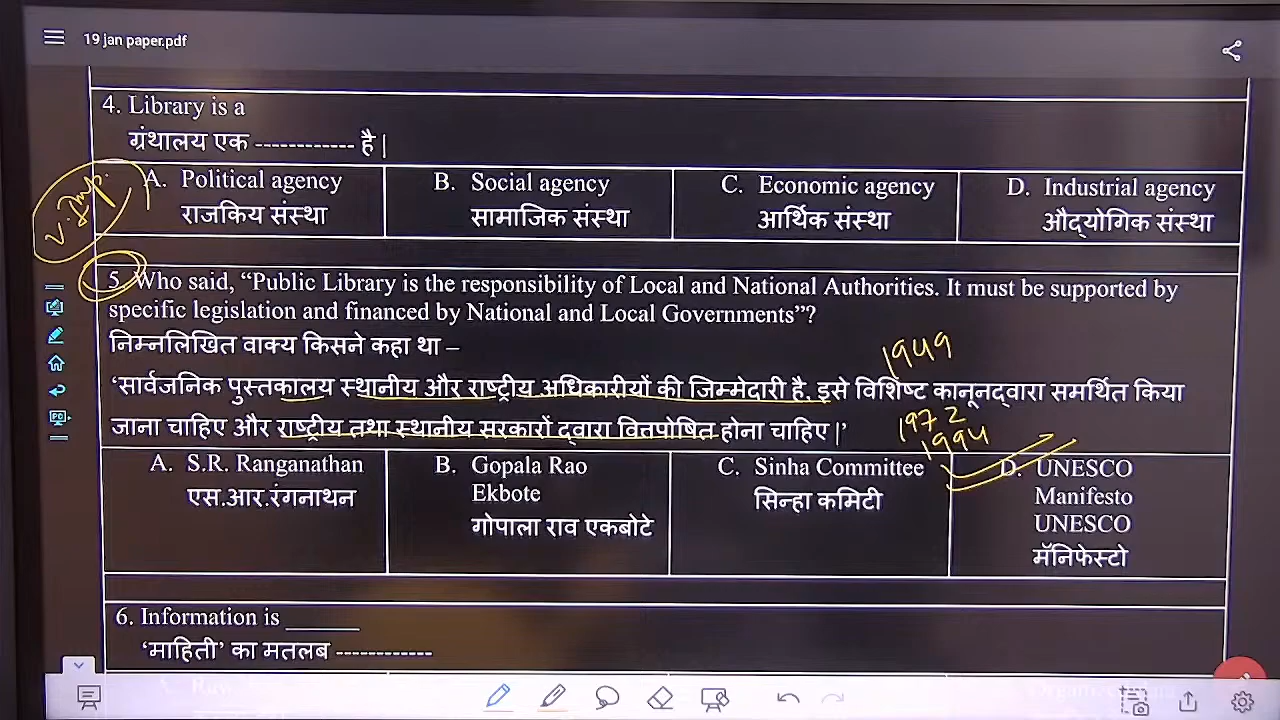 19 jan paper.pdf
4. Library is a
ग्रंथालय एक ------------ है |
A. Political agency
राजकिय संस्था
B. Social agency
सामाजिक संस्था
C. Economic agency
आर्थिक संस्था
D. Industrial agency
औद्योगिक संस्था
V. Imp.
5. Who said, “Public Library is the responsibility of Local and National Authorities. It must be supported by
specific legislation and financed by National and Local Governments”?
निम्नलिखित वाक्य किसने कहा था –
1949
‘सार्वजनिक पुस्तकालय स्थानीय और राष्ट्रीय अधिकारीयों की जिम्मेदारी है. इसे विशिष्ट कानूनद्वारा समर्थित किया
जाना चाहिए और राष्ट्रीय तथा स्थानीय सरकारों द्वारा वित्तपोषित होना चाहिए |’
1972
1994
A. S.R. Ranganathan
एस.आर.रंगनाथन
B. Gopala Rao
Ekbote
गोपाला राव एकबोटे
C. Sinha Committee
सिन्हा कमिटी
D. UNESCO
Manifesto
UNESCO
मॅनिफेस्टो
6. Information is ______
‘माहिती’ का मतलब ------------